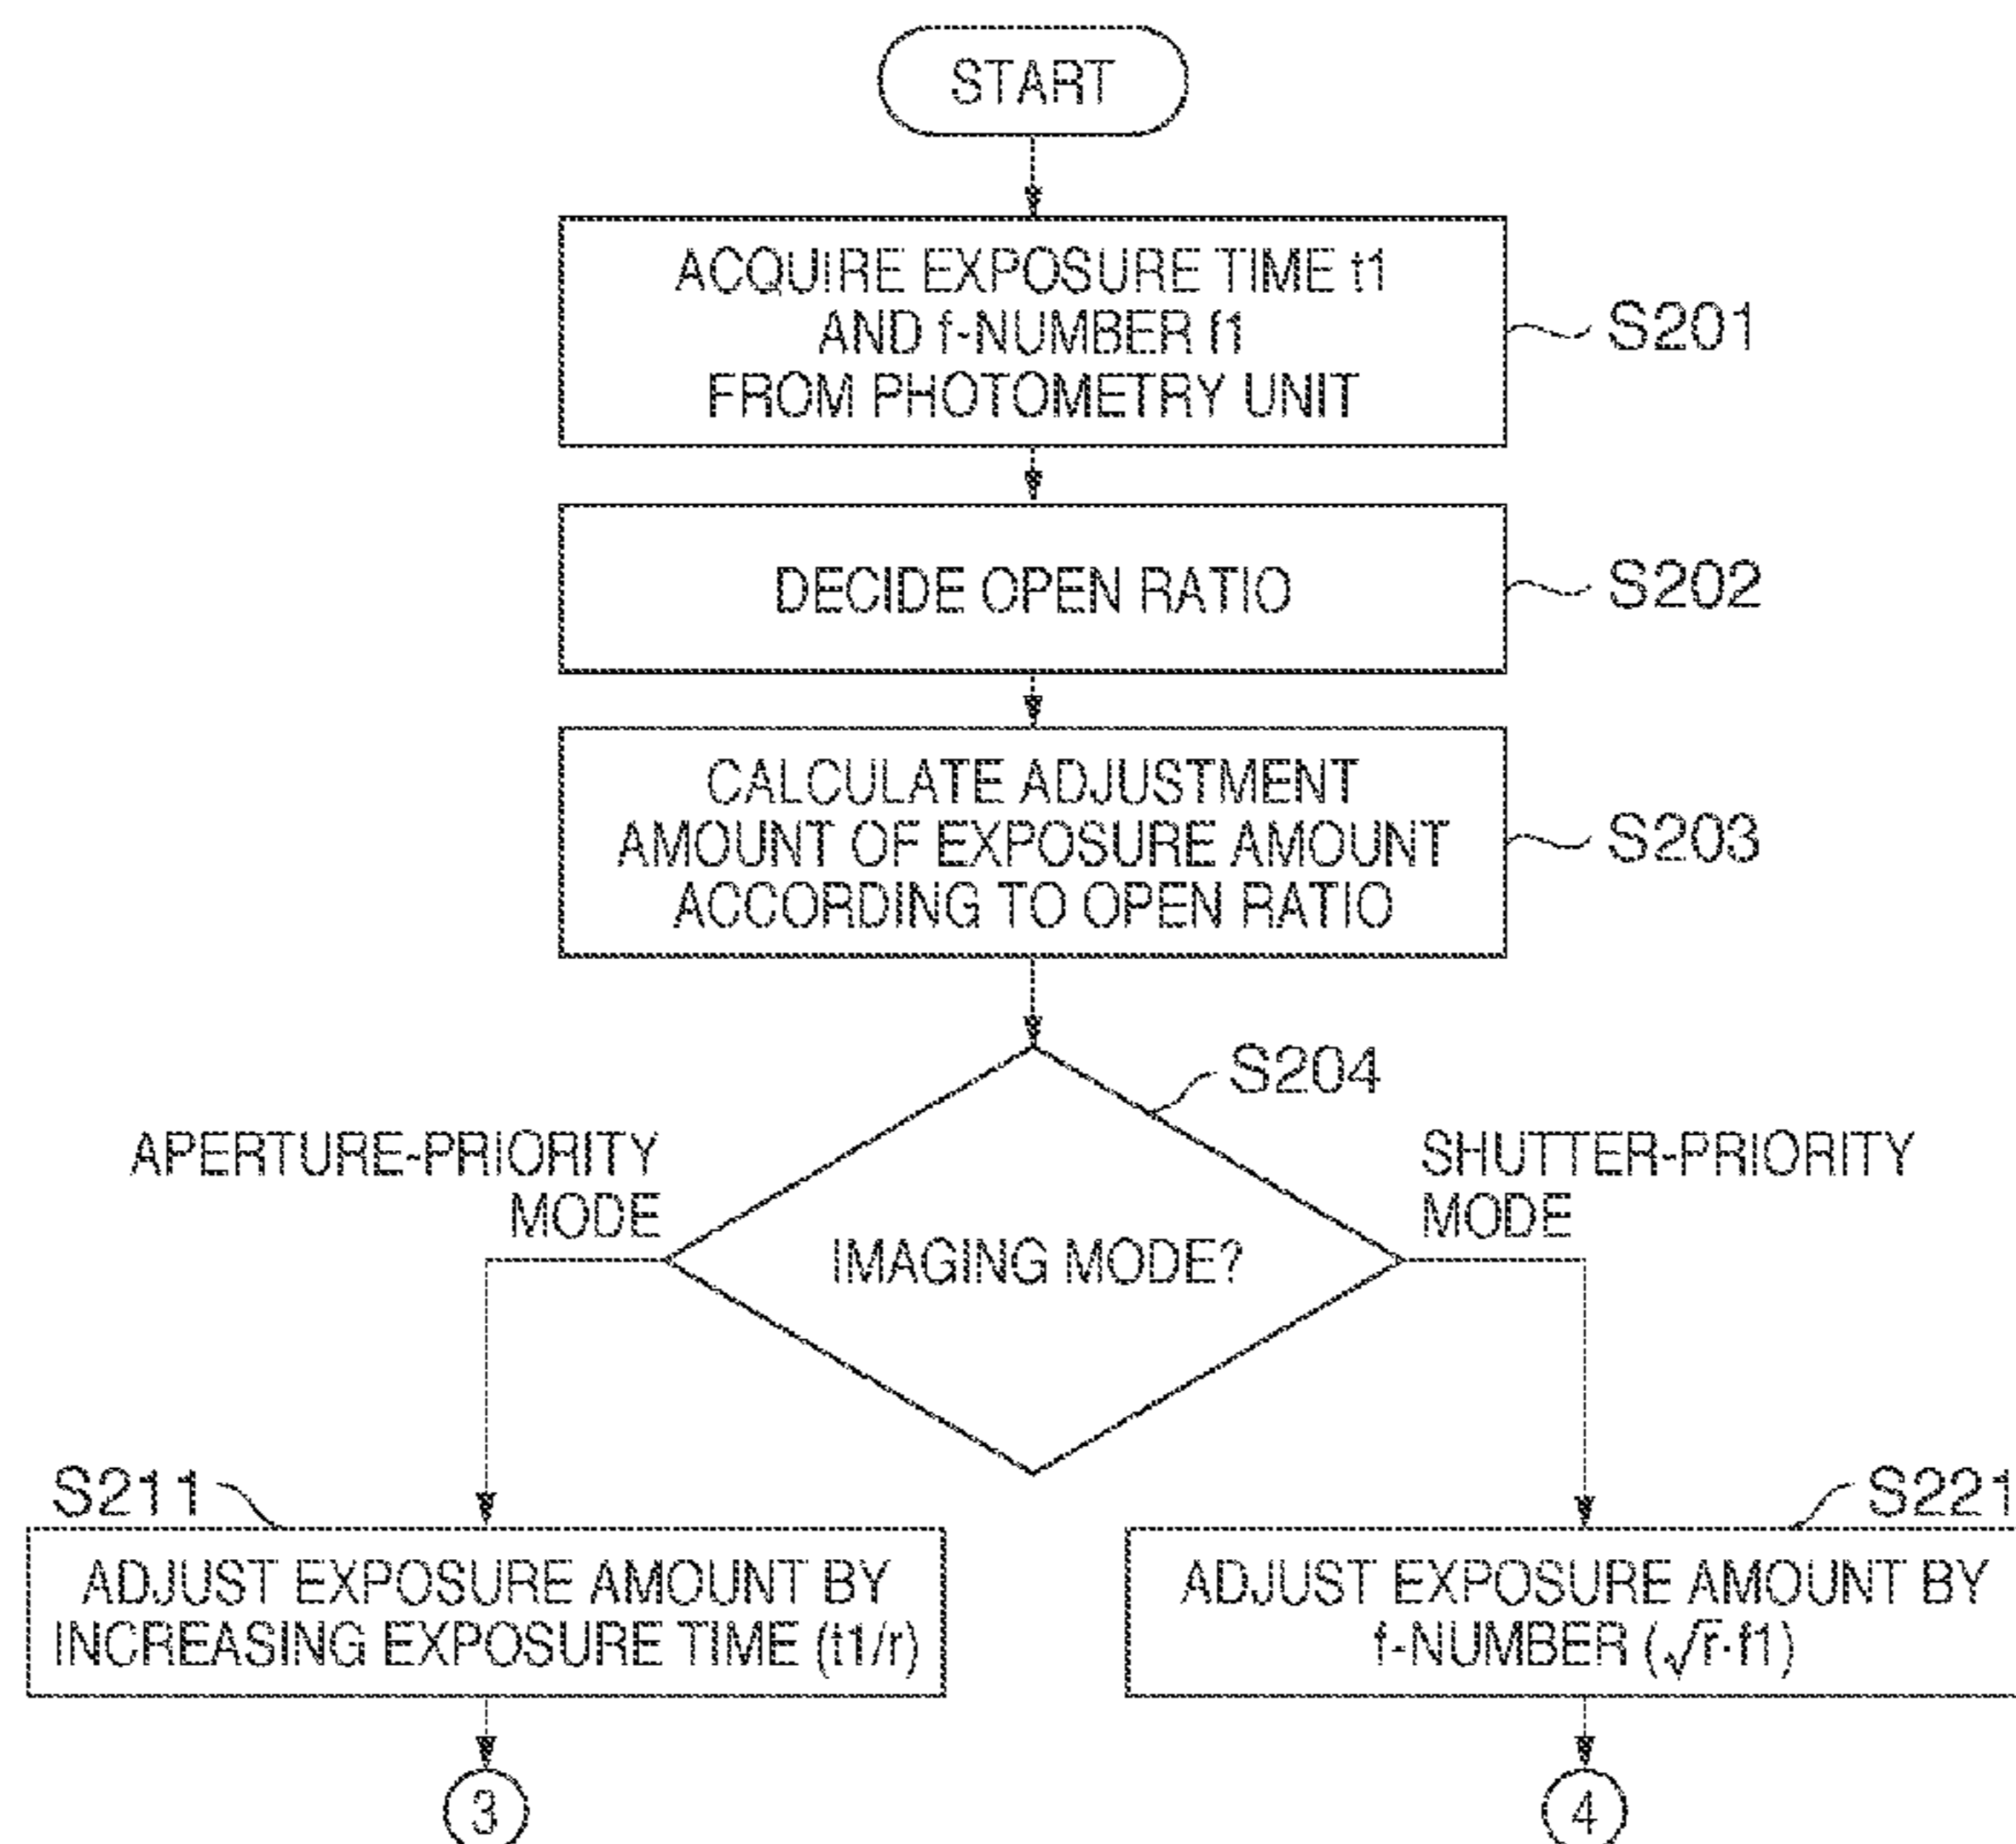 START
ACQUIRE EXPOSURE TIME t1
AND f-NUMBER f1
FROM PHOTOMETRY UNIT
S201
DECIDE OPEN RATIO
S202
CALCULATE ADJUSTMENT
AMOUNT OF EXPOSURE AMOUNT
ACCORDING TO OPEN RATIO
S203
S204
APERTURE-PRIORITY
MODE
IMAGING MODE?
SHUTTER-PRIORITY
MODE
S211
ADJUST EXPOSURE AMOUNT BY
INCREASING EXPOSURE TIME (t1/r)
S221
ADJUST EXPOSURE AMOUNT BY
f-NUMBER (√r·f1)
3
4